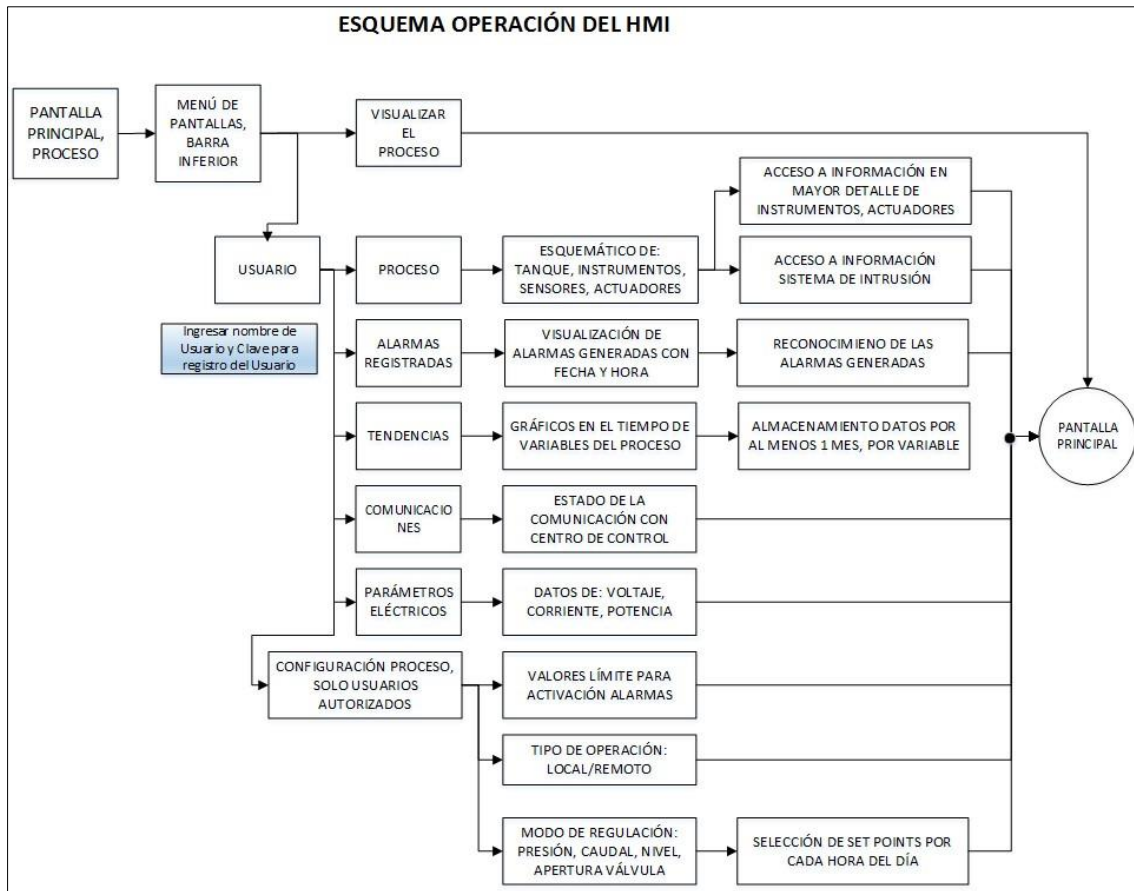 ESQUEMA OPERACIÓN DEL HMI
PANTALLA
PRINCIPAL,
PROCESO
MENÚ DE
PANTALLAS,
BARRA
INFERIOR
VISUALIZAR
EL
PROCESO
ACCESO A INFORMACIÓN EN
MAYOR DETALLE DE
INSTRUMENTOS, ACTUADORES
USUARIO
PROCESO
ESQUEMÁTICO DE:
TANQUE, INSTRUMENTOS,
SENSORES, ACTUADORES
ACCESO A INFORMACIÓN
SISTEMA DE INTRUSIÓN
Ingresar nombre de
Usuario y Clave para
registro del Usuario
ALARMAS
REGISTRADAS
VISUALIZACIÓN DE
ALARMAS GENERADAS CON
FECHA Y HORA
RECONOCIMIENO DE LAS
ALARMAS GENERADAS
TENDENCIAS
GRÁFICOS EN EL TIEMPO DE
VARIABLES DEL PROCESO
ALMACENAMIENTO DATOS POR
AL MENOS 1 MES, POR VARIABLE
PANTALLA
PRINCIPAL
COMUNICACIO
NES
ESTADO DE LA
COMUNICACIÓN CON
CENTRO DE CONTROL
PARÁMETROS
ELÉCTRICOS
DATOS DE: VOLTAJE,
CORRIENTE, POTENCIA
CONFIGURACIÓN PROCESO,
SOLO USUARIOS
AUTORIZADOS
VALORES LÍMITE PARA
ACTIVACIÓN ALARMAS
TIPO DE OPERACIÓN:
LOCAL/REMOTO
MODO DE REGULACIÓN:
PRESIÓN, CAUDAL, NIVEL,
APERTURA VÁLVULA
SELECCIÓN DE SET POINTS POR
CADA HORA DEL DÍA